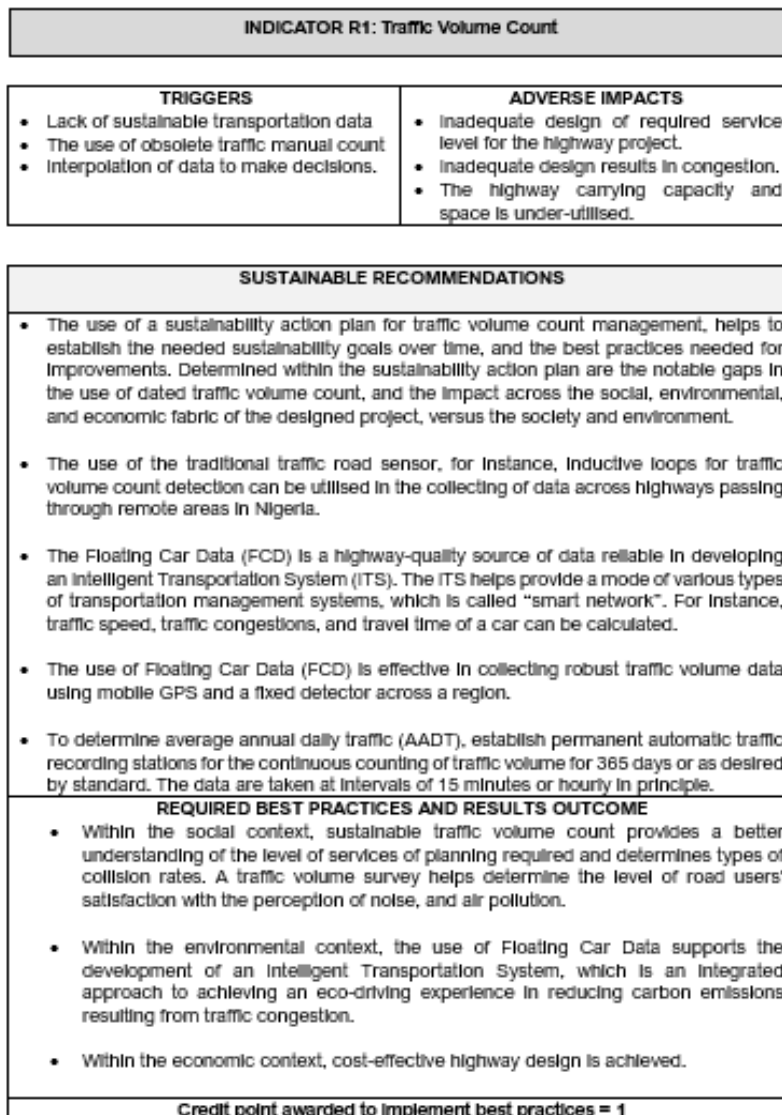 INDICATOR R1: Traffic Volume Count
TRIGGERS
• Lack of sustainable transportation data
• The use of obsolete traffic manual count
• Interpolation of data to make decisions.
ADVERSE IMPACTS
• Inadequate design of required service
level for the highway project.
• Inadequate design results in congestion.
• The highway carrying capacity and
space is under-utilised.
SUSTAINABLE RECOMMENDATIONS
• The use of a sustainability action plan for traffic volume count management, helps to
establish the needed sustainability goals over time, and the best practices needed for
improvements. Determined within the sustainability action plan are the notable gaps in
the use of dated traffic volume count, and the impact across the social, environmental,
and economic fabric of the designed project, versus the society and environment.
• The use of the traditional traffic road sensor, for instance, inductive loops for traffic
volume count detection can be utilised in the collecting of data across highways passing
through remote areas in Nigeria.
• The Floating Car Data (FCD) is a highway-quality source of data reliable in developing
an Intelligent Transportation System (ITS). The ITS helps provide a mode of various types
of transportation management systems, which is called “smart network”. For instance,
traffic speed, traffic congestions, and travel time of a car can be calculated.
• The use of Floating Car Data (FCD) is effective in collecting robust traffic volume data
using mobile GPS and a fixed detector across a region.
• To determine average annual daily traffic (AADT), establish permanent automatic traffic
recording stations for the continuous counting of traffic volume for 365 days or as desired
by standard. The data are taken at intervals of 15 minutes or hourly in principle.
REQUIRED BEST PRACTICES AND RESULTS OUTCOME
• Within the social context, sustainable traffic volume count provides a better
understanding of the level of services of planning required and determines types of
collision rates. A traffic volume survey helps determine the level of road users'
satisfaction with the perception of noise, and air pollution.
• Within the environmental context, the use of Floating Car Data supports the
development of an Intelligent Transportation System, which is an integrated
approach to achieving an eco-driving experience in reducing carbon emissions
resulting from traffic congestion.
• Within the economic context, cost-effective highway design is achieved.
Credit point awarded to implement best practices = 1